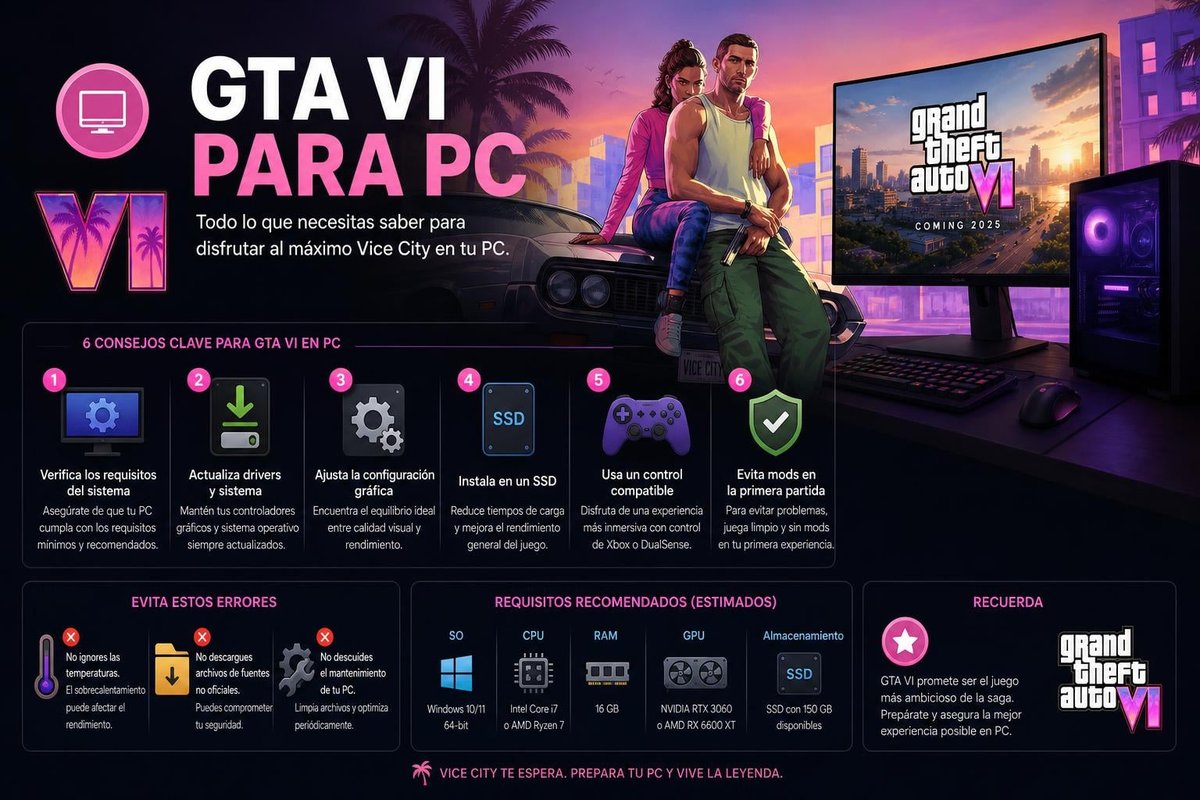 GTA VI
PARA PC
Todo lo que necesitas saber para
disfrutar al máximo Vice City en tu PC.
VI
grand
theft
auto VI
COMING 2025
VICE CITY
6 CONSEJOS CLAVE PARA GTA VI EN PC
1
Verifica los requisitos
del sistema
Asegúrate de que tu PC
cumpla con los requisitos
mínimos y recomendados.
2
Actualiza drivers
y sistema
Mantén tus controladores
gráficos y sistema operativo
siempre actualizados.
3
Ajusta la configuración
gráfica
Encuentra el equilibrio ideal
entre calidad visual y
rendimiento.
4
SSD
Instala en un SSD
Reduce tiempos de carga
y mejora el rendimiento
general del juego.
5
Usa un control
compatible
Disfruta de una experiencia
más inmersiva con control
de Xbox o DualSense.
6
Evita mods en
la primera partida
Para evitar problemas,
juega limpio y sin mods
en tu primera experiencia.
EVITA ESTOS ERRORES
No ignores las
temperaturas.
El sobrecalentamiento
puede afectar el
rendimiento.
No descargues
archivos de fuentes
no oficiales.
Puedes comprometer
tu seguridad.
No descuides
el mantenimiento
de tu PC.
Limpia archivos y optimiza
periódicamente.
REQUISITOS RECOMENDADOS (ESTIMADOS)
SO
Windows 10/11
64-bit
CPU
Intel Core i7
o AMD Ryzen 7
RAM
16 GB
GPU
NVIDIA RTX 3060
o AMD RX 6600 XT
Almacenamiento
SSD
SSD con 150 GB
disponibles
RECUERDA
GTA VI promete ser el juego
más ambicioso de la saga.
Prepárate y asegura la mejor
experiencia posible en PC.
grand
theft
auto VI
VICE CITY TE ESPERA. PREPARA TU PC Y VIVE LA LEYENDA.